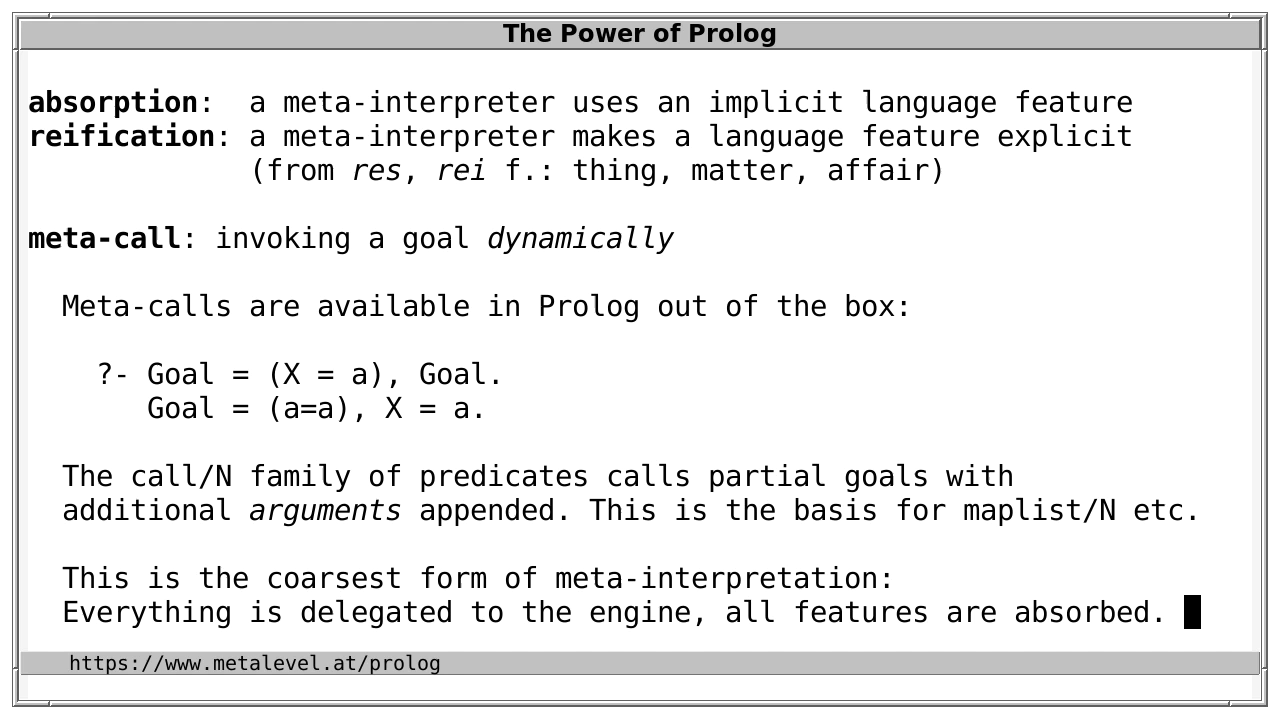 The Power of Prolog
absorption:  a meta-interpreter uses an implicit language feature
reification: a meta-interpreter makes a language feature explicit
(from res, rei f.: thing, matter, affair)
meta-call: invoking a goal dynamically
Meta-calls are available in Prolog out of the box:
?- Goal = (X = a), Goal.
Goal = (a=a), X = a.
The call/N family of predicates calls partial goals with
additional arguments appended. This is the basis for maplist/N etc.
This is the coarsest form of meta-interpretation:
Everything is delegated to the engine, all features are absorbed.
https://www.metalevel.at/prolog